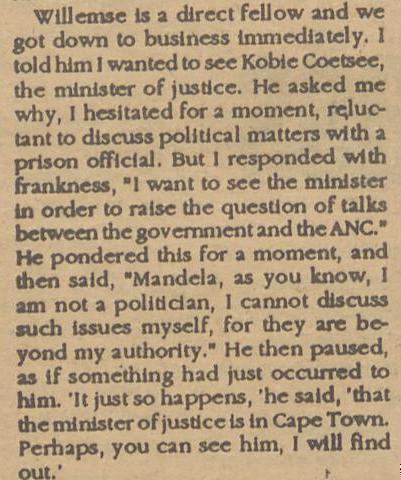 Willemse is a direct fellow and we
got down to business immediately. I
told him I wanted to see Kobie Coetsee,
the minister of justice. He asked me
why, I hesitated for a moment, reluc-
tant to discuss political matters with a
prison official. But I responded with
frankness, "I want to see the minister
in order to raise the question of talks
between the government and the ANC."
He pondered this for a moment, and
then said, "Mandela, as you know, I
am not a politician, I cannot discuss
such issues myself, for they are be-
yond my authority." He then paused,
as if something had just occurred to
him. 'It just so happens, 'he said, 'that
the minister of justice is in Cape Town.
Perhaps, you can see him, I will find
out.'